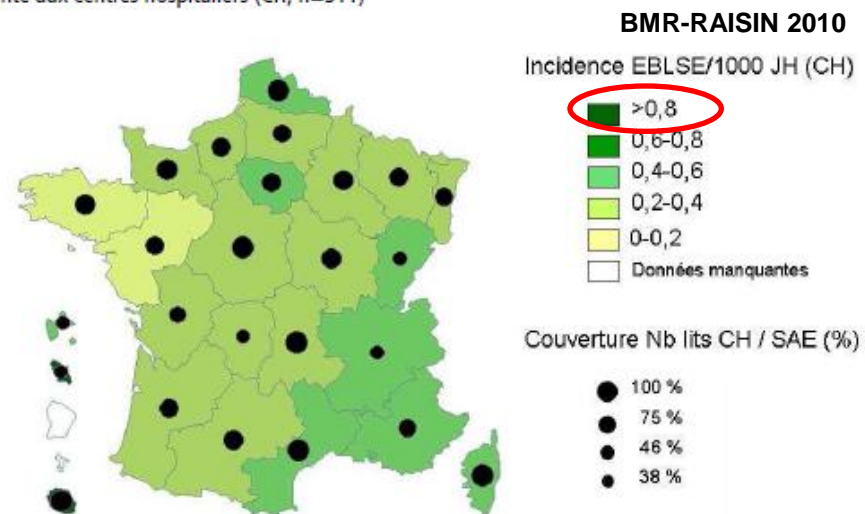 BMR-RAISIN 2010
Incidence EBLSE/1000 JH (CH)
>0,8
0,6-0,8
0,4-0,6
0,2-0,4
0-0,2
Données manquantes
Couverture Nb lits CH / SAE (%)
100 %
75 %
46 %
38 %